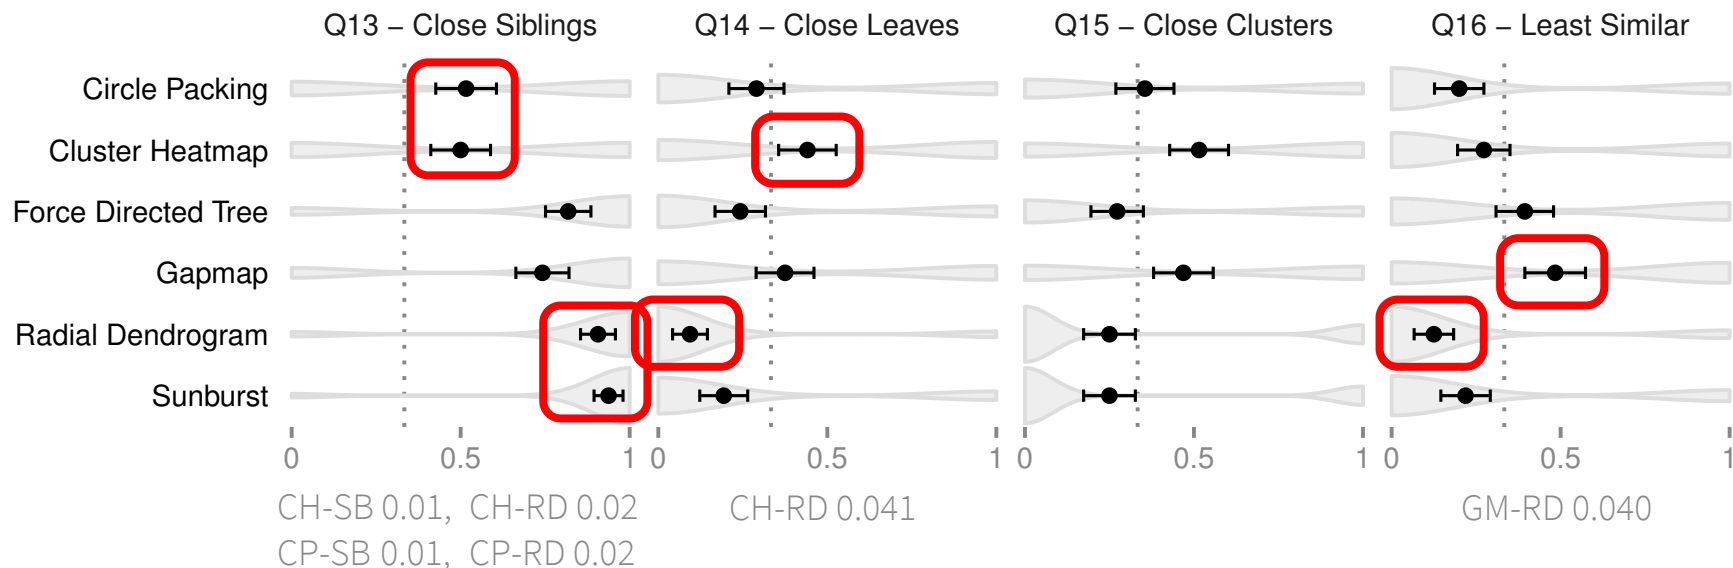 Q13 – Close Siblings
Q14 – Close Leaves
Q15 – Close Clusters
Q16 – Least Similar
Circle Packing
Cluster Heatmap
Force Directed Tree
Gapmap
Radial Dendrogram
Sunburst
0 0.5 1
0 0.5 1
0 0.5 1
0 0.5 1
CH-SB 0.01, CH-RD 0.02
CP-SB 0.01, CP-RD 0.02
CH-RD 0.041
GM-RD 0.040